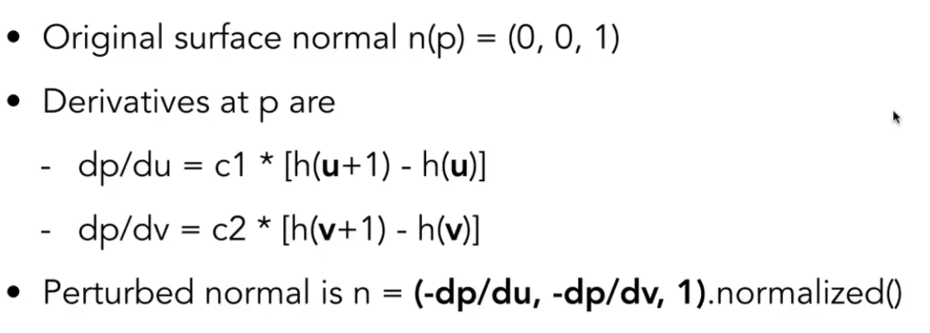 • Original surface normal n(p) = (0, 0, 1)
• Derivatives at p are
- dp/du = c1 * [h(u+1) - h(u)]
- dp/dv = c2 * [h(v+1) - h(v)]
• Perturbed normal is n = (-dp/du, -dp/dv, 1).normalized()